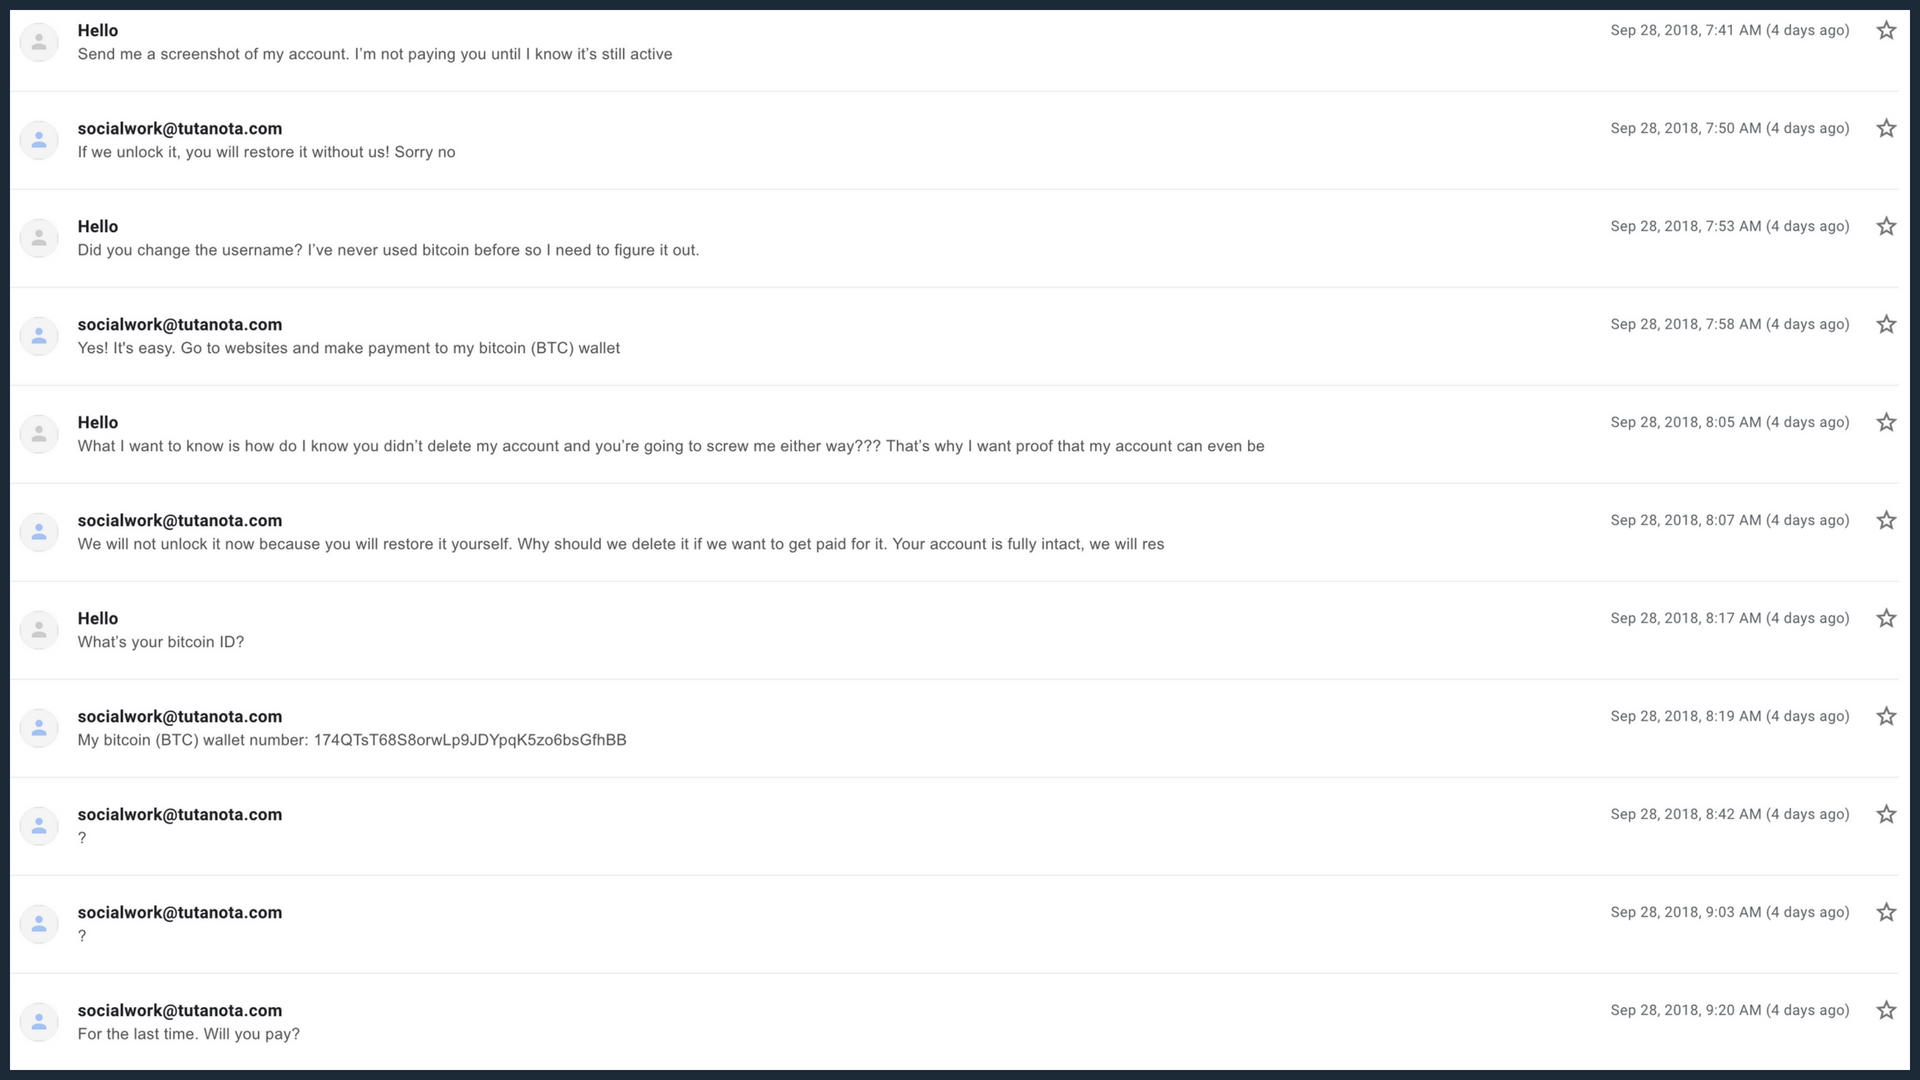 Hello
Sep 28, 2018, 7:41 AM (4 days ago)
Send me a screenshot of my account. I’m not paying you until I know it’s still active
socialwork@tutanota.com
Sep 28, 2018, 7:50 AM (4 days ago)
If we unlock it, you will restore it without us! Sorry no
Hello
Sep 28, 2018, 7:53 AM (4 days ago)
Did you change the username? I’ve never used bitcoin before so I need to figure it out.
socialwork@tutanota.com
Sep 28, 2018, 7:58 AM (4 days ago)
Yes! It's easy. Go to websites and make payment to my bitcoin (BTC) wallet
Hello
Sep 28, 2018, 8:05 AM (4 days ago)
What I want to know is how do I know you didn’t delete my account and you’re going to screw me either way??? That’s why I want proof that my account can even be
socialwork@tutanota.com
Sep 28, 2018, 8:07 AM (4 days ago)
We will not unlock it now because you will restore it yourself. Why should we delete it if we want to get paid for it. Your account is fully intact, we will res
Hello
Sep 28, 2018, 8:17 AM (4 days ago)
What’s your bitcoin ID?
socialwork@tutanota.com
Sep 28, 2018, 8:19 AM (4 days ago)
My bitcoin (BTC) wallet number: 174QTsT68S8orwLp9JDYpqK5zo6bsGfhBB
socialwork@tutanota.com
Sep 28, 2018, 8:42 AM (4 days ago)
?
socialwork@tutanota.com
Sep 28, 2018, 9:03 AM (4 days ago)
?
socialwork@tutanota.com
Sep 28, 2018, 9:20 AM (4 days ago)
For the last time. Will you pay?